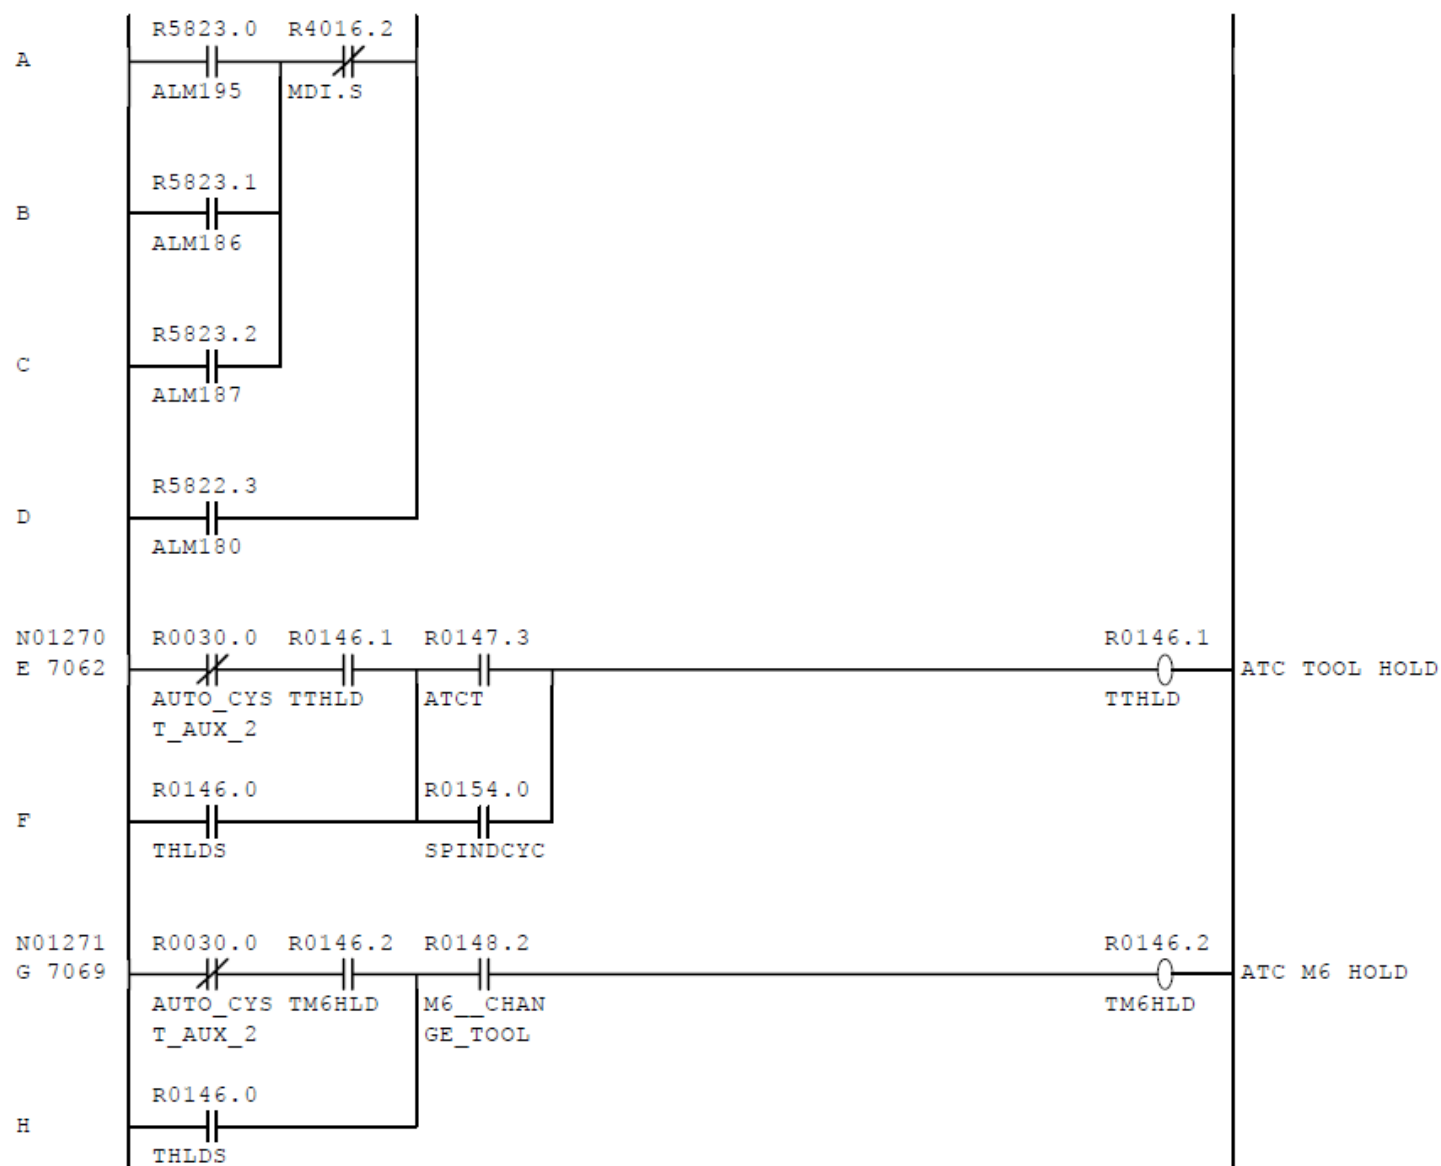 R5823.0 R4016.2
A
ALM195 MDI.S
R5823.1
B
ALM186
R5823.2
C
ALM187
R5822.3
D
ALM180
N01270 R0030.0 R0146.1 R0147.3 R0146.1
E 7062 ATC TOOL HOLD
AUTO_CYS TTHLD ATCT TTHLD
T_AUX_2
R0146.0 R0154.0
F
THLDS SPINDCYC
N01271 R0030.0 R0146.2 R0148.2 R0146.2
G 7069 ATC M6 HOLD
AUTO_CYS TM6HLD M6__CHAN TM6HLD
T_AUX_2 GE_TOOL
R0146.0
H
THLDS